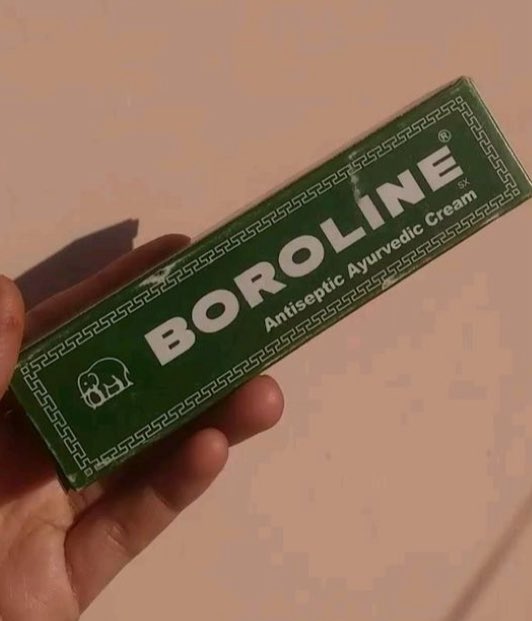 BOROLINE®
SX
Antiseptic Ayurvedic Cream